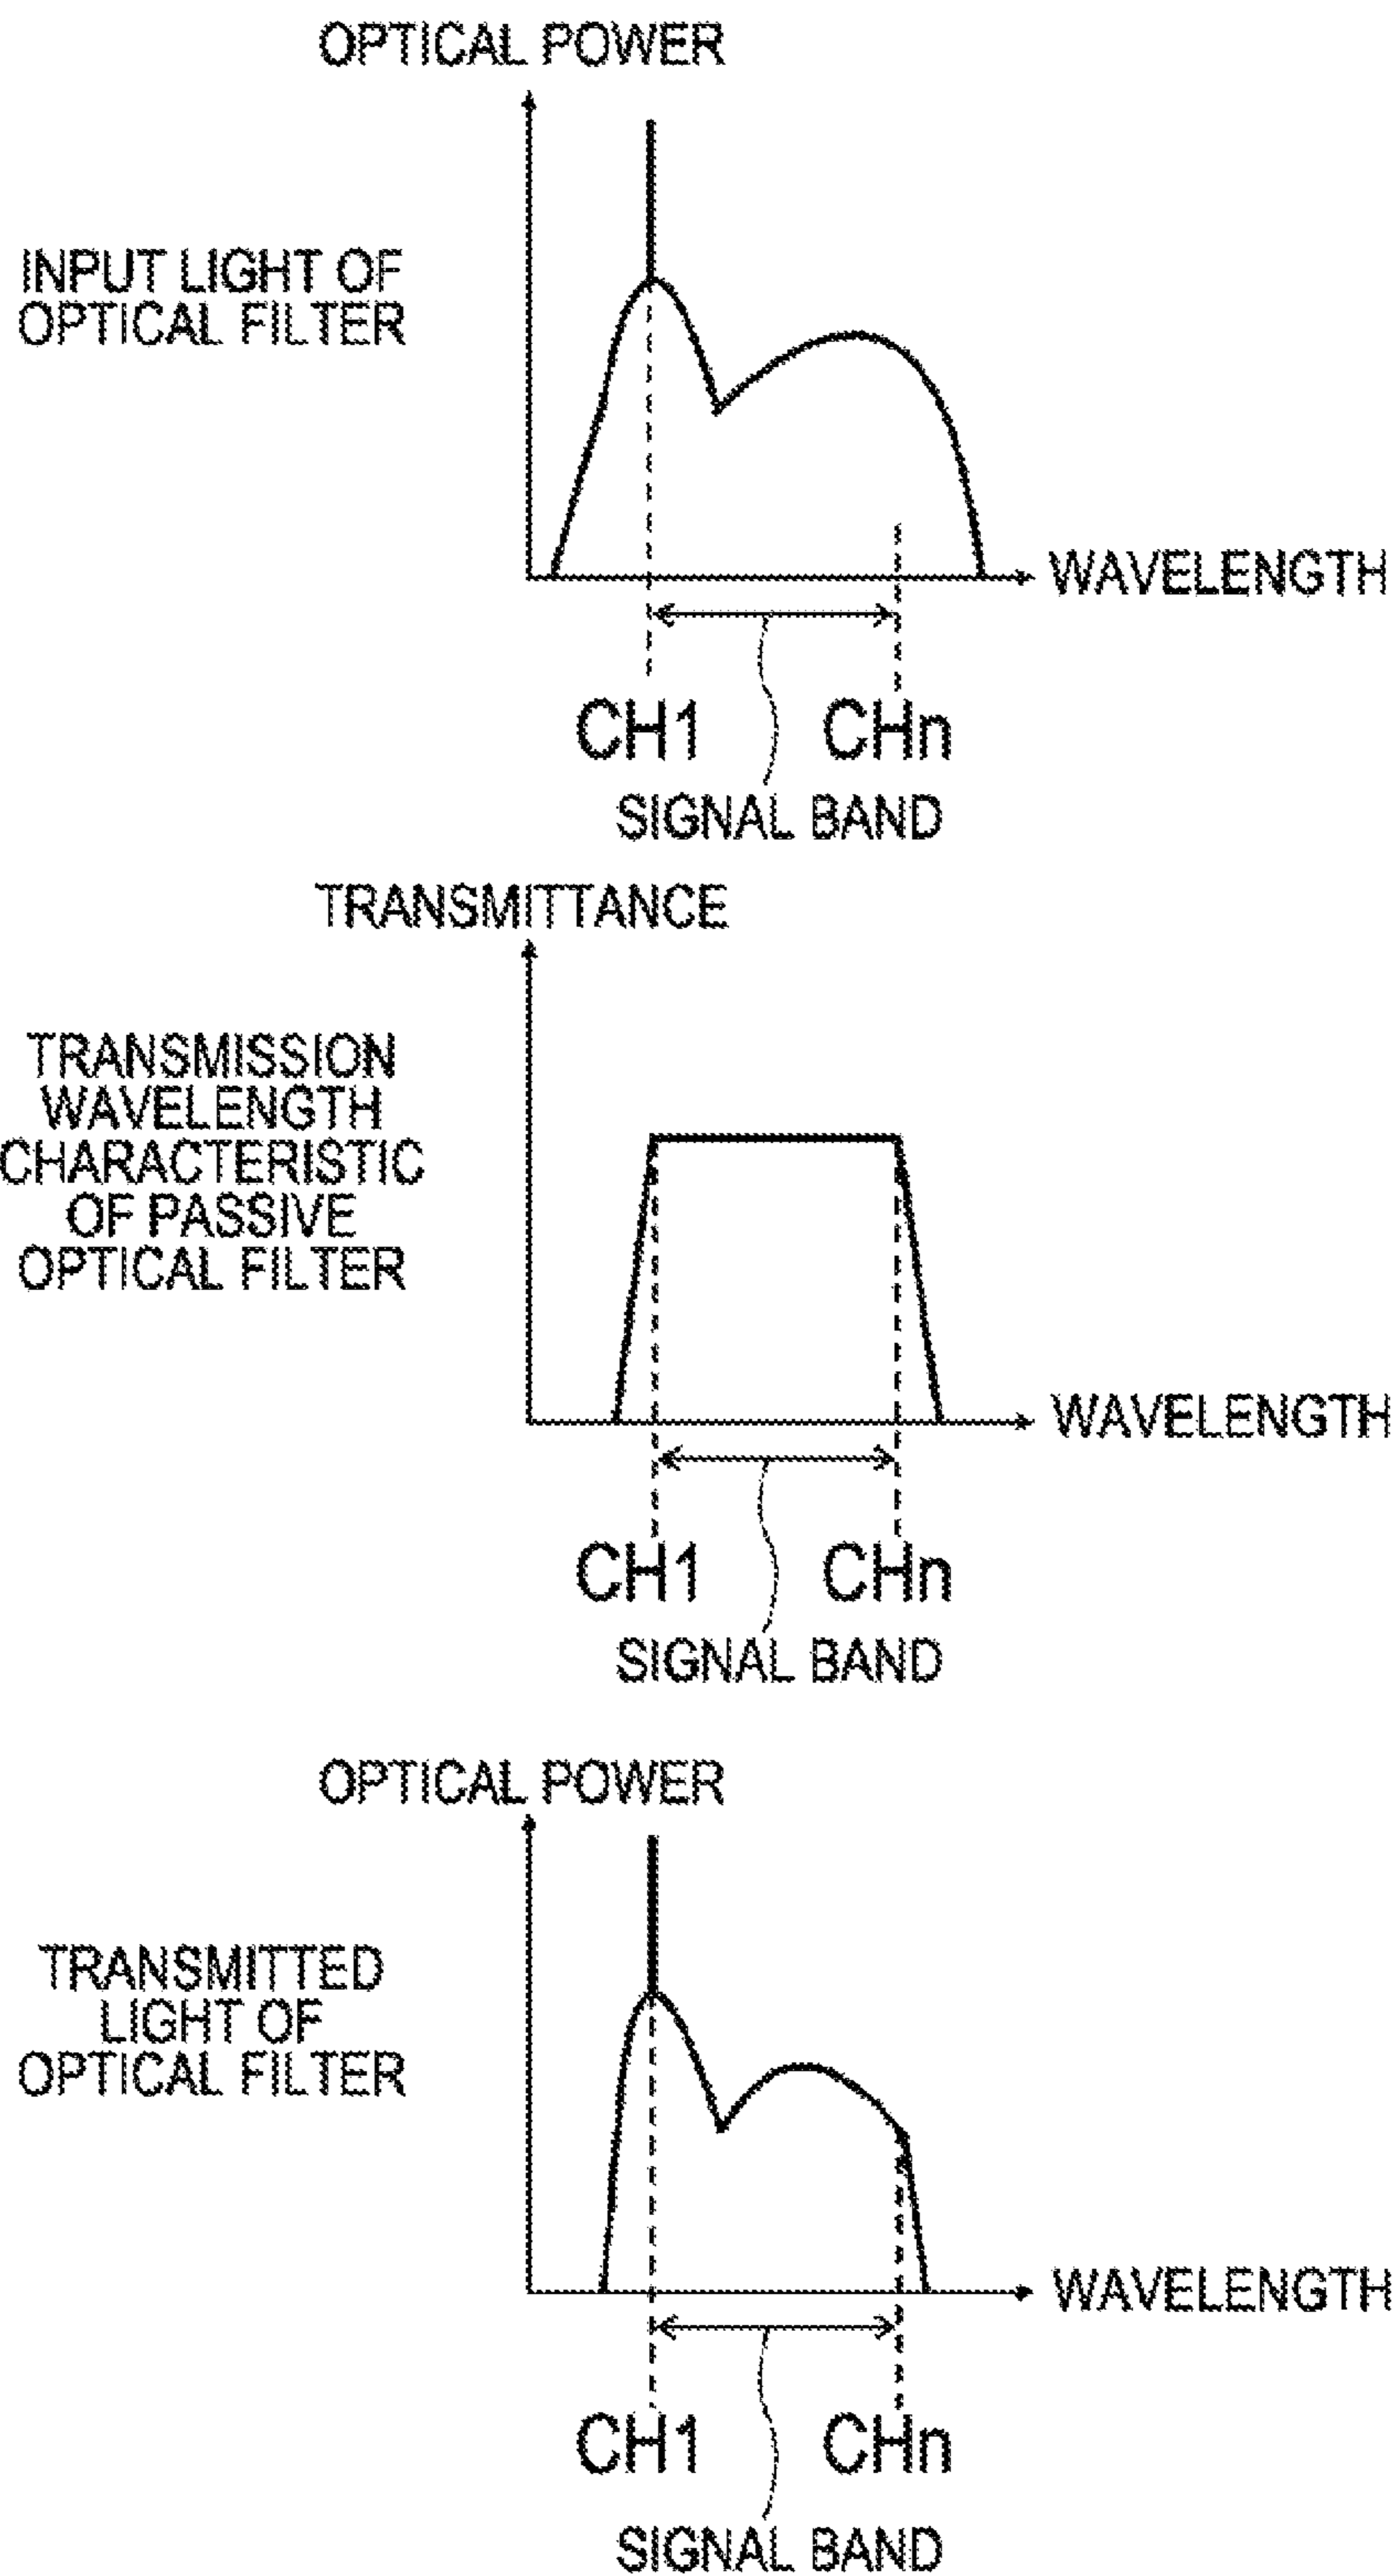 OPTICAL POWER
INPUT LIGHT OF
OPTICAL FILTER
WAVELENGTH
CH1 CHn
SIGNAL BAND
TRANSMITTANCE
TRANSMISSION
WAVELENGTH
CHARACTERISTIC
OF PASSIVE
OPTICAL FILTER
WAVELENGTH
CH1 CHn
SIGNAL BAND
OPTICAL POWER
TRANSMITTED
LIGHT OF
OPTICAL FILTER
WAVELENGTH
CH1 CHn
SIGNAL BAND